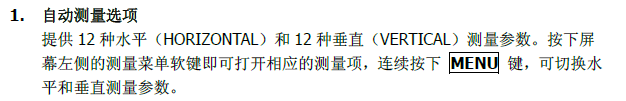 1. 自动测量选项
提供 12 种水平（HORIZONTAL）和 12 种垂直（VERTICAL）测量参数。按下屏
幕左侧的测量菜单软键即可打开相应的测量项，连续按下 MENU 键，可切换水
平和垂直测量参数。